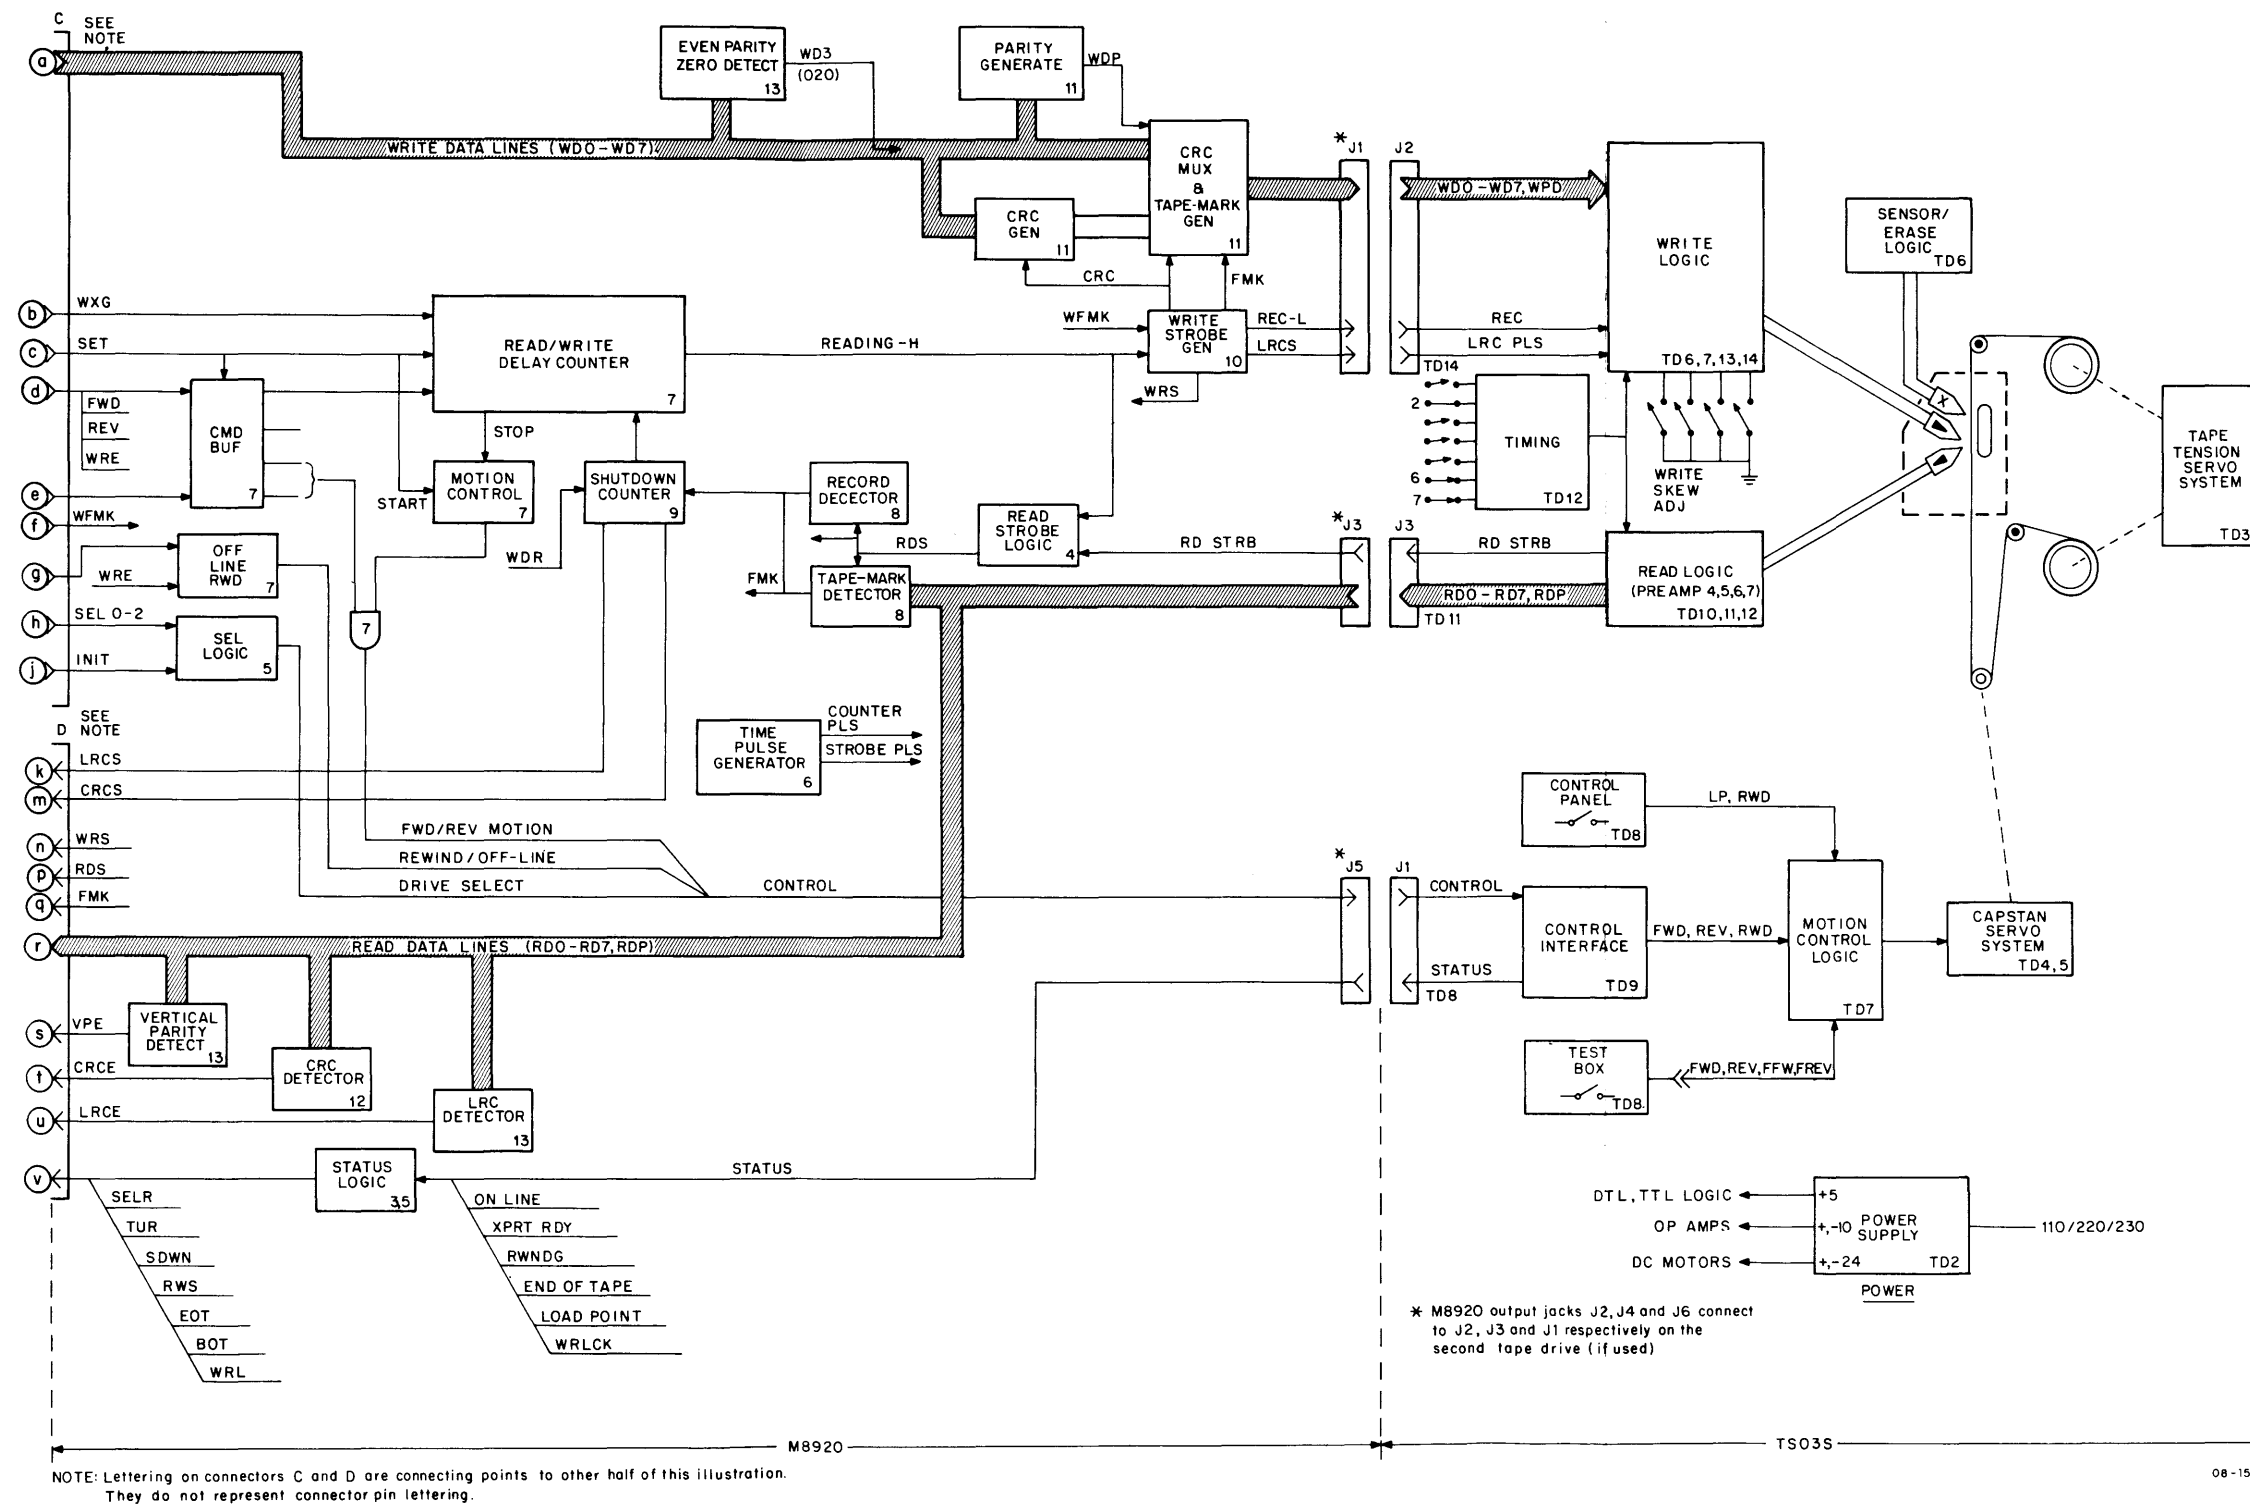 C
SEE
NOTE
a
EVEN PARITY
ZERO DETECT
13
WD3
(020)
PARITY
GENERATE
11
WDP
WRITE DATA LINES (WDO-WD7)
CRC
MUX
&
TAPE-MARK
GEN
11
CRC
GEN
11
CRC
FMK
* J1
J2
WDO-WD7,WPD
WRITE
LOGIC
TD6,7,13,14
SENSOR/
ERASE
LOGIC
TD6
X
b
WXG
c
SET
d
FWD
REV
WRE
e
f
WFMK
READ/WRITE
DELAY COUNTER
7
READING-H
WFMK
WRITE
STROBE
GEN
10
REC-L
LRCS
WRS
REC
LRC PLS
TD14
2
6
7
TIMING
TD12
WRITE
SKEW
ADJ
TAPE
TENSION
SERVO
SYSTEM
TD3
CMD
BUF
7
STOP
START
MOTION
CONTROL
7
SHUTDOWN
COUNTER
9
WDR
RECORD
DECECTOR
8
RDS
READ
STROBE
LOGIC
4
RD STRB
* J3
J3
RD STRB
READ LOGIC
(PREAMP 4,5,6,7)
TD10,11,12
RDO-RD7,RDP
TD11
FMK
TAPE-MARK
DETECTOR
8
g
OFF
LINE
RWD
7
WRE
h
SEL 0-2
j
INIT
SEL
LOGIC
5
7
D
SEE
NOTE
k
LRCS
m
CRCS
n
WRS
p
RDS
q
FMK
TIME
PULSE
GENERATOR
6
COUNTER
PLS
STROBE PLS
FWD/REV MOTION
REWIND/OFF-LINE
DRIVE SELECT
CONTROL
* J5
J1
CONTROL
STATUS
TD8
CONTROL
PANEL
TD8
LP, RWD
CONTROL
INTERFACE
TD9
FWD, REV, RWD
MOTION
CONTROL
LOGIC
TD7
CAPSTAN
SERVO
SYSTEM
TD4,5
TEST
BOX
TD8
FWD,REV,FFW,FREV
r
READ DATA LINES (RDO-RD7,RDP)
s
VPE
VERTICAL
PARITY
DETECT
13
t
CRCE
CRC
DETECTOR
12
u
LRCE
LRC
DETECTOR
13
v
STATUS
LOGIC
3,5
STATUS
SELR
TUR
SDWN
RWS
EOT
BOT
WRL
ON LINE
XPRT RDY
RWNDG
END OF TAPE
LOAD POINT
WRLCK
DTL, TTL LOGIC
OP AMPS
DC MOTORS
+5
+,-10
+,-24
POWER
SUPPLY
TD2
110/220/230
POWER
* M8920 output jacks J2, J4 and J6 connect
to J2, J3 and J1 respectively on the
second tape drive (if used)
M8920
TS03S
NOTE: Lettering on connectors C and D are connecting points to other half of this illustration.
They do not represent connector pin lettering.
08-15